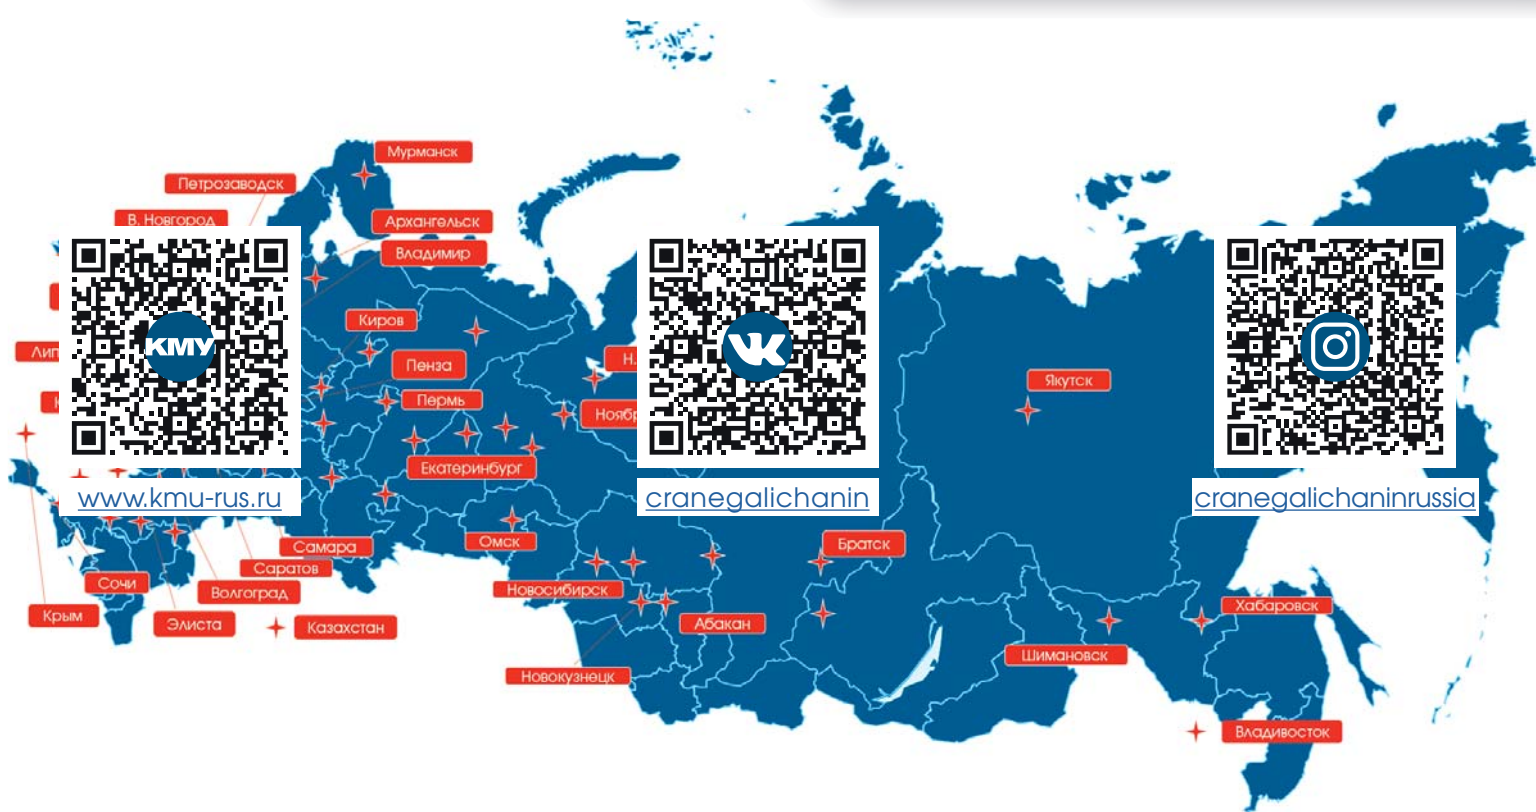 Мурманск
Петрозаводск
В. Новгород
Архангельск
Владимир
Киров
КМУ
Пенза
Якутск
Пермь
Екатеринбург
www.kmu-rus.ru
cranegalichanin
cranegalichaninrussia
Омск
Братск
Самара
Саратов
Сочи
Новосибирск
Волгоград
Хабаровск
Крым
Элиста
Казахстан
Абакан
Шимановск
Новокузнецк
Владивосток